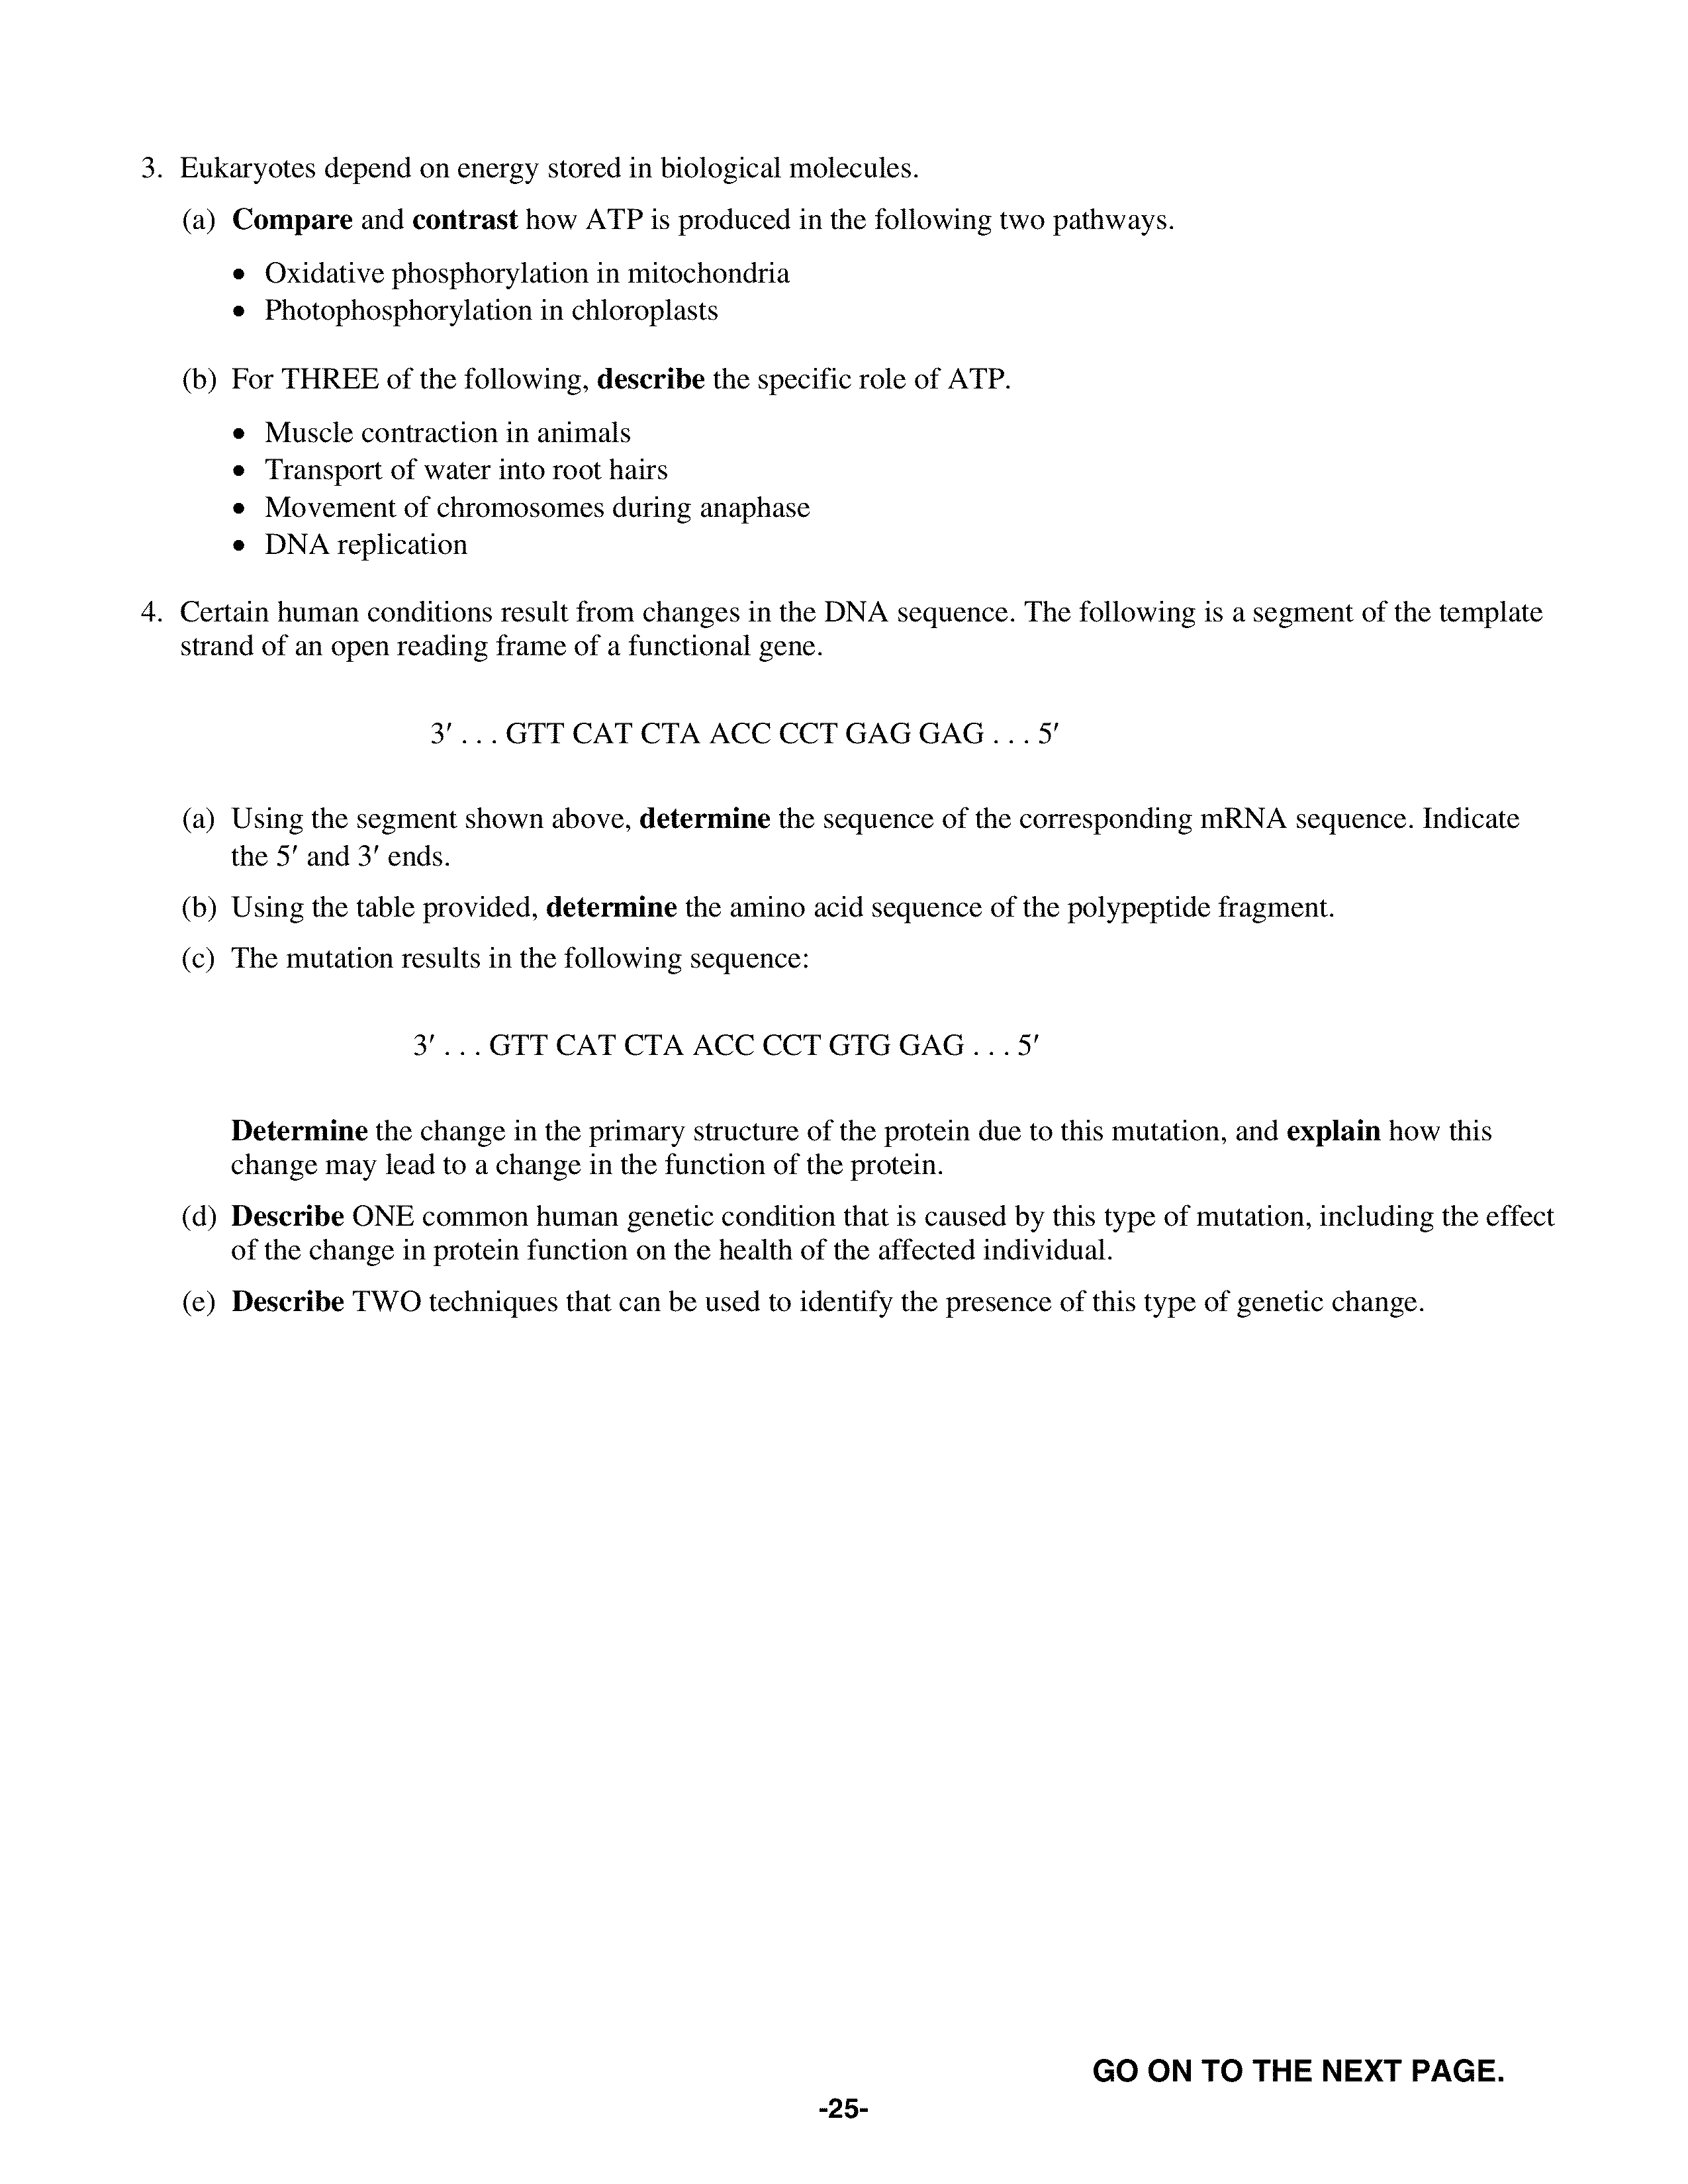 3. Eukaryotes depend on energy stored in biological molecules.
(a) Compare and contrast how ATP is produced in the following two pathways.
• Oxidative phosphorylation in mitochondria
• Photophosphorylation in chloroplasts
(b) For THREE of the following, describe the specific role of ATP.
• Muscle contraction in animals
• Transport of water into root hairs
• Movement of chromosomes during anaphase
• DNA replication
4. Certain human conditions result from changes in the DNA sequence. The following is a segment of the template
strand of an open reading frame of a functional gene.
3′ . . . GTT CAT CTA ACC CCT GAG GAG . . . 5′
(a) Using the segment shown above, determine the sequence of the corresponding mRNA sequence. Indicate
the 5′ and 3′ ends.
(b) Using the table provided, determine the amino acid sequence of the polypeptide fragment.
(c) The mutation results in the following sequence:
3′ . . . GTT CAT CTA ACC CCT GTG GAG . . . 5′
Determine the change in the primary structure of the protein due to this mutation, and explain how this
change may lead to a change in the function of the protein.
(d) Describe ONE common human genetic condition that is caused by this type of mutation, including the effect
of the change in protein function on the health of the affected individual.
(e) Describe TWO techniques that can be used to identify the presence of this type of genetic change.
GO ON TO THE NEXT PAGE.
-25-